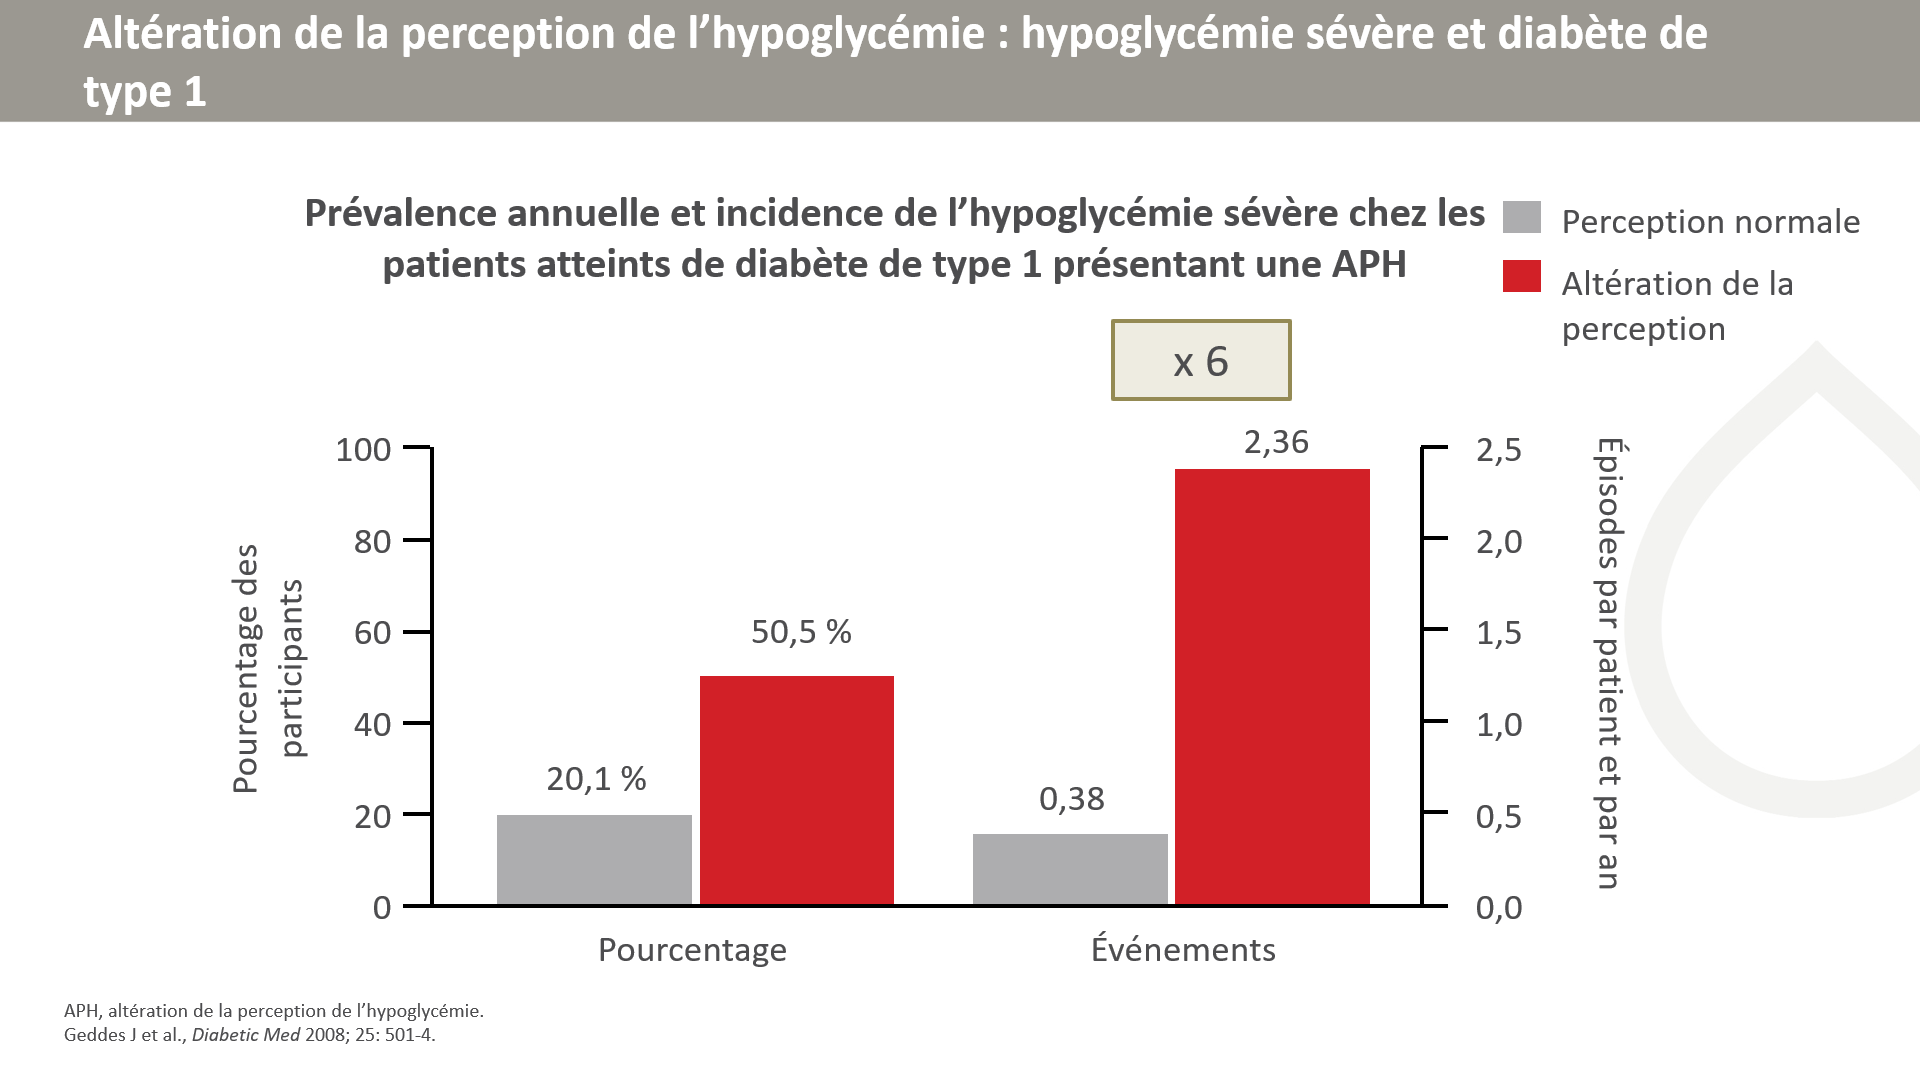 Altération de la perception de l’hypoglycémie : hypoglycémie sévère et diabète de
type 1
Prévalence annuelle et incidence de l’hypoglycémie sévère chez les
patients atteints de diabète de type 1 présentant une APH
Perception normale
Altération de la
perception
x 6
Pourcentage des
participants
100
80
60
40
20
0
20,1 %
50,5 %
0,38
2,36
2,5
2,0
1,5
1,0
0,5
0,0
Épisodes par patient et par an
Pourcentage
Événements
APH, altération de la perception de l’hypoglycémie.
Geddes J et al., Diabetic Med 2008; 25: 501-4.